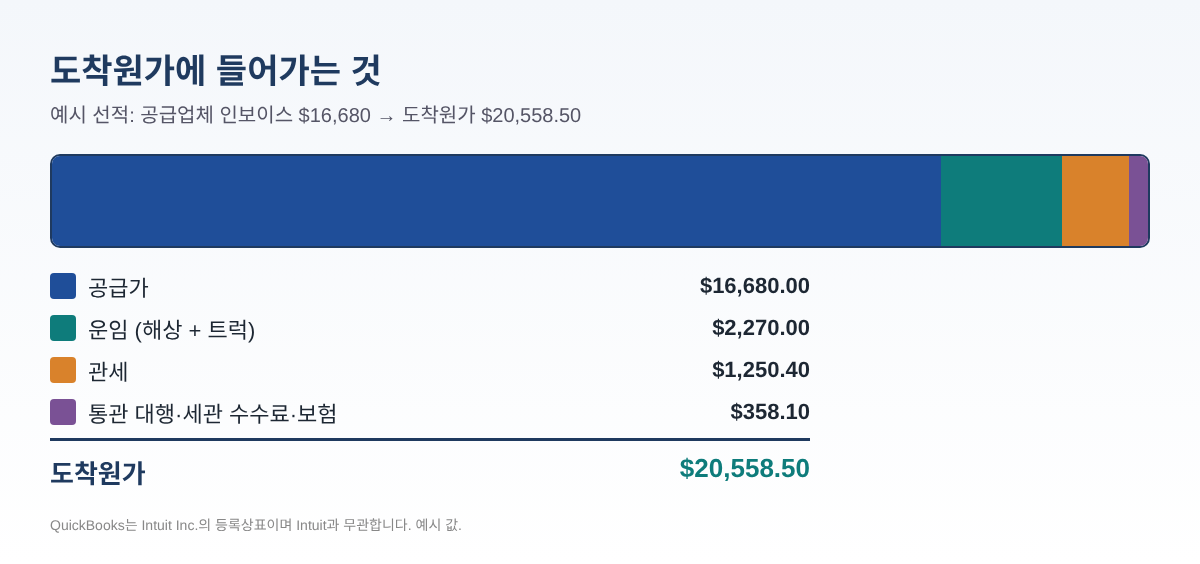 도착원가에 들어가는 것
예시 선적: 공급업체 인보이스 $16,680 → 도착원가 $20,558.50
공급가 $16,680.00
운임 (해상 + 트럭) $2,270.00
관세 $1,250.40
통관 대행·세관 수수료·보험 $358.10
도착원가 $20,558.50
QuickBooks는 Intuit Inc.의 등록상표이며 Intuit과 무관합니다. 예시 값.